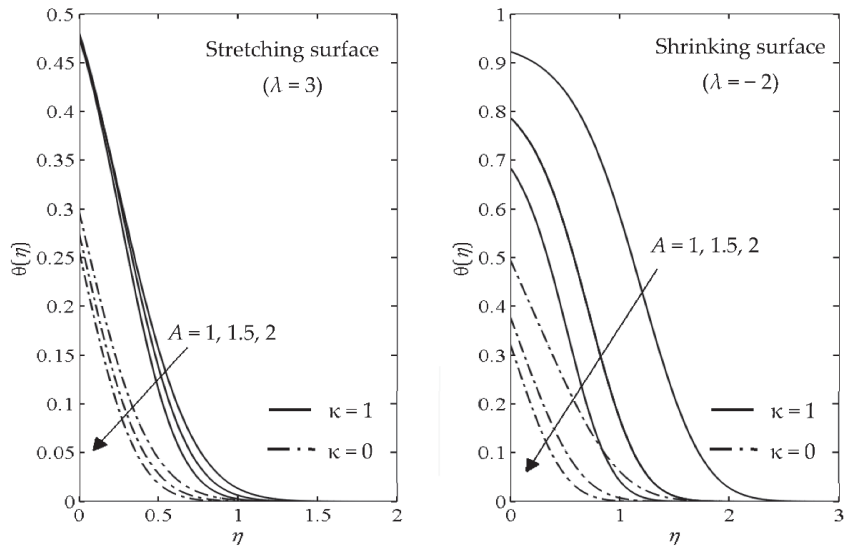 Stretching surface
(λ = 3)
0.5
0.45
0.4
0.35
0.3
0.25
0.2
0.15
0.1
0.05
0
θ(η)
A = 1, 1.5, 2
κ = 1
κ = 0
0
0.5
1
1.5
2
η
Shrinking surface
(λ = − 2)
1
0.9
0.8
0.7
0.6
0.5
0.4
0.3
0.2
0.1
0
θ(η)
A = 1, 1.5, 2
κ = 1
κ = 0
0
1
2
3
η